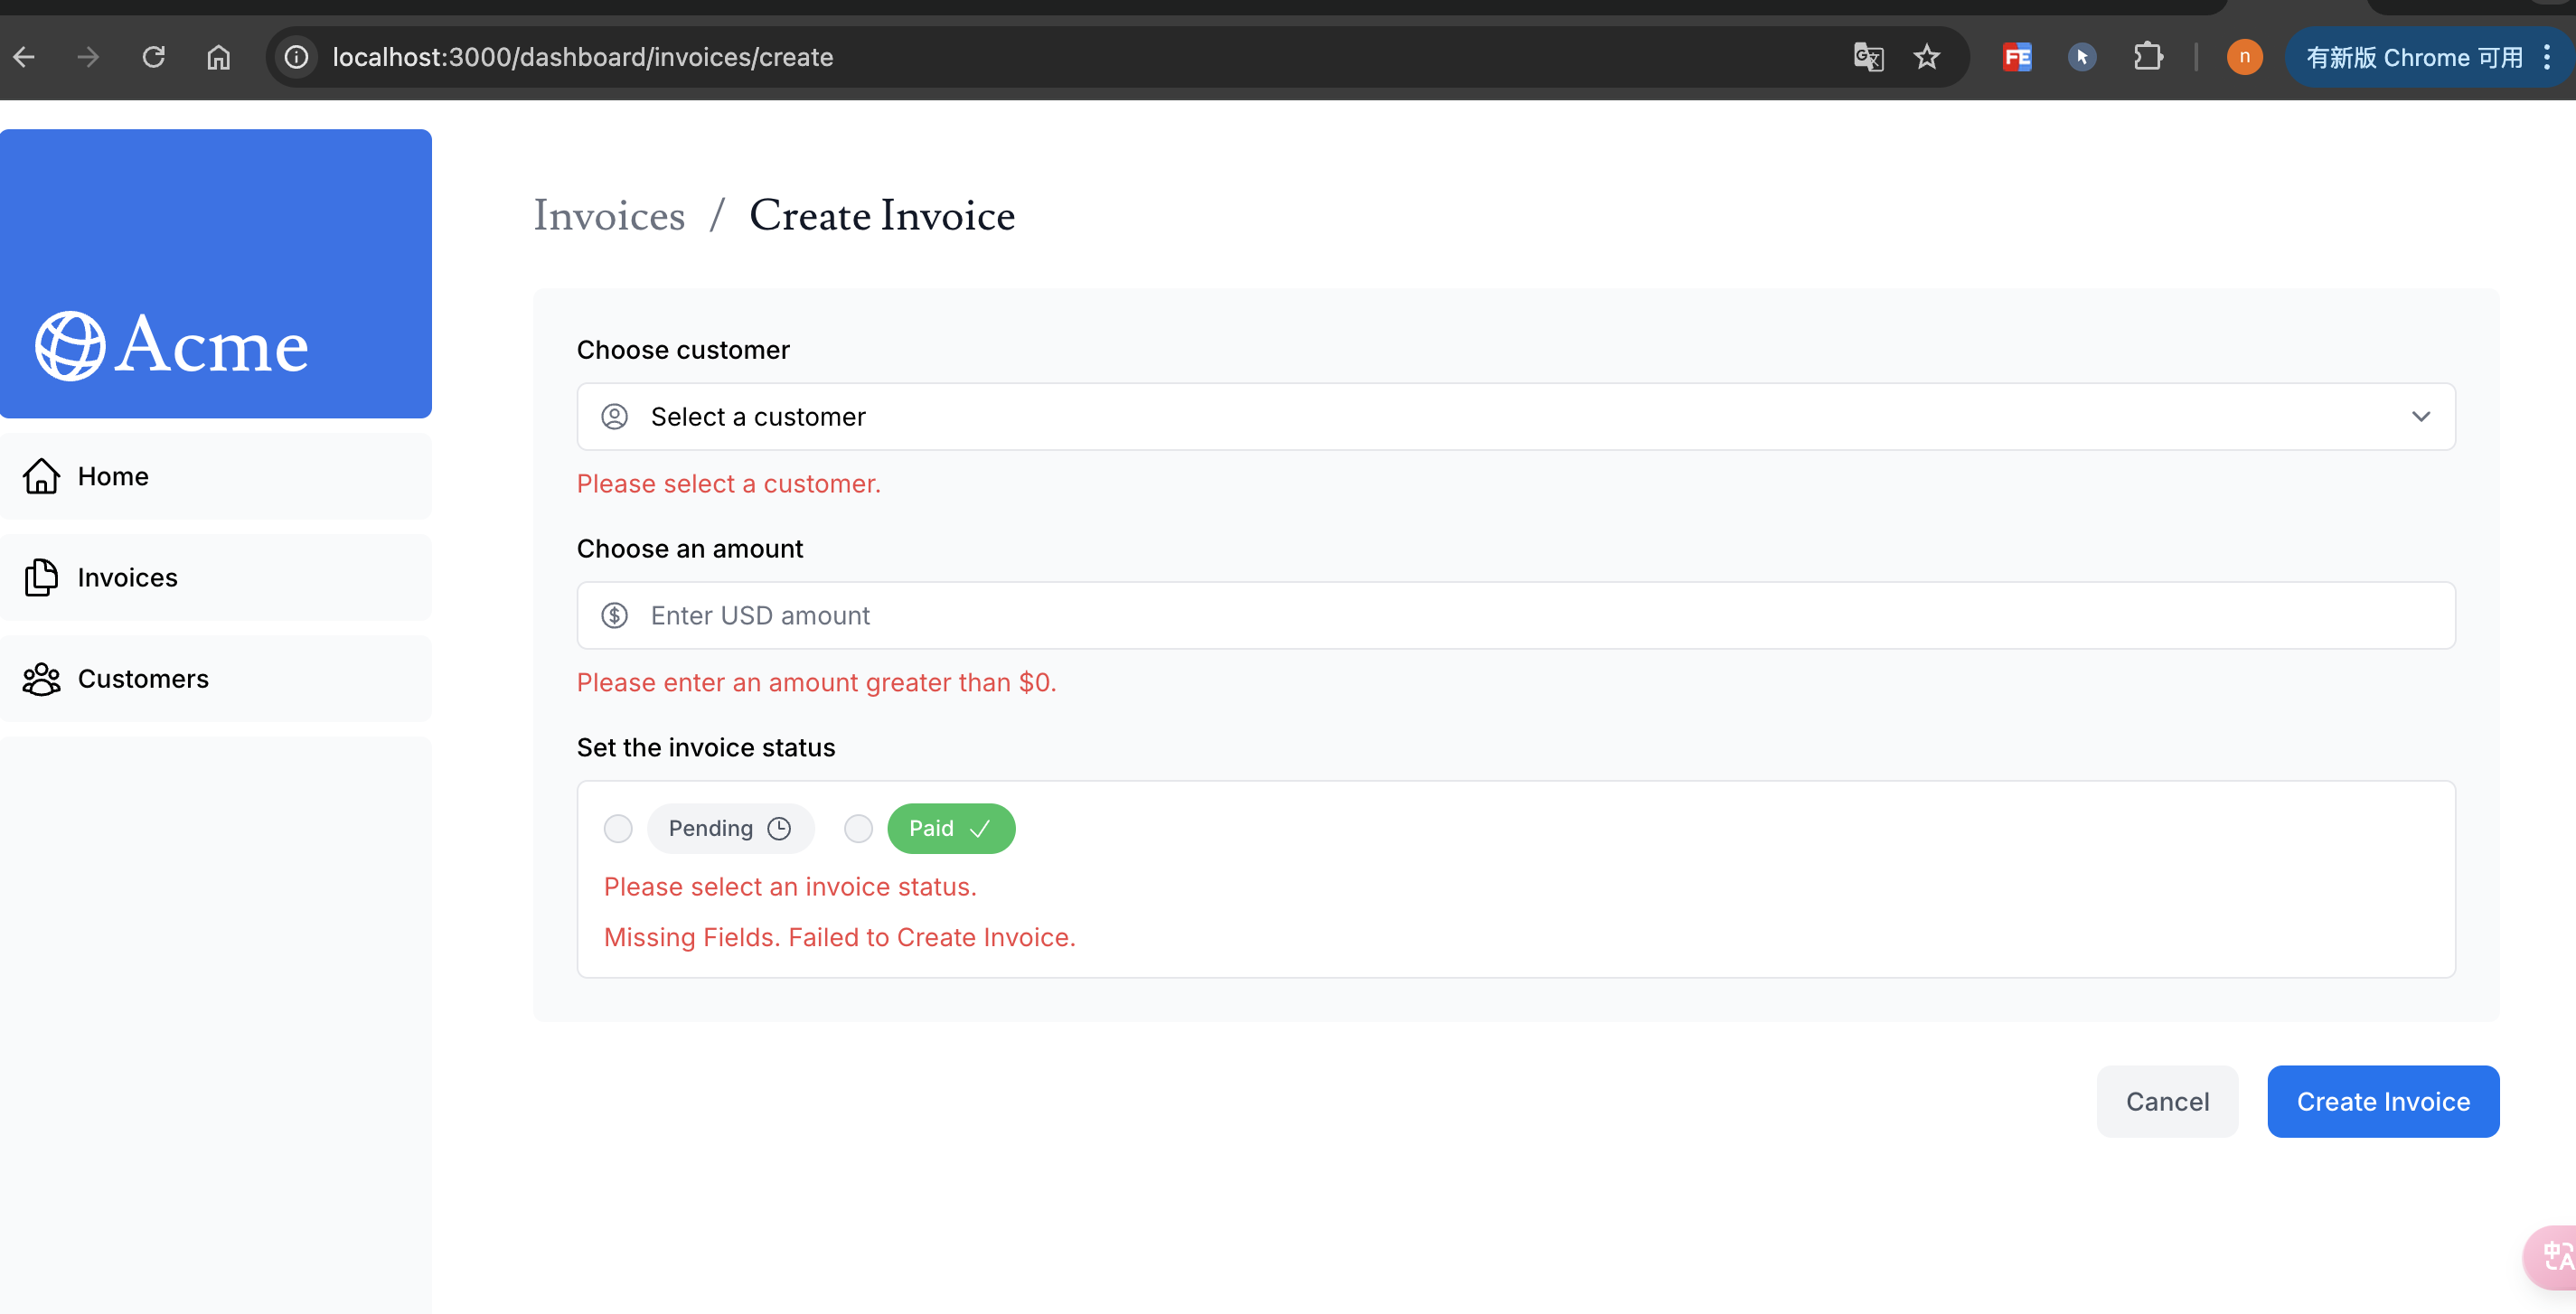 localhost:3000/dashboard/invoices/create
FE
n
有新版 Chrome 可用
Acme
Home
Invoices
Customers
Invoices / Create Invoice
Choose customer
Select a customer
Please select a customer.
Choose an amount
Enter USD amount
Please enter an amount greater than $0.
Set the invoice status
Pending
Paid
Please select an invoice status.
Missing Fields. Failed to Create Invoice.
Cancel
Create Invoice
中A